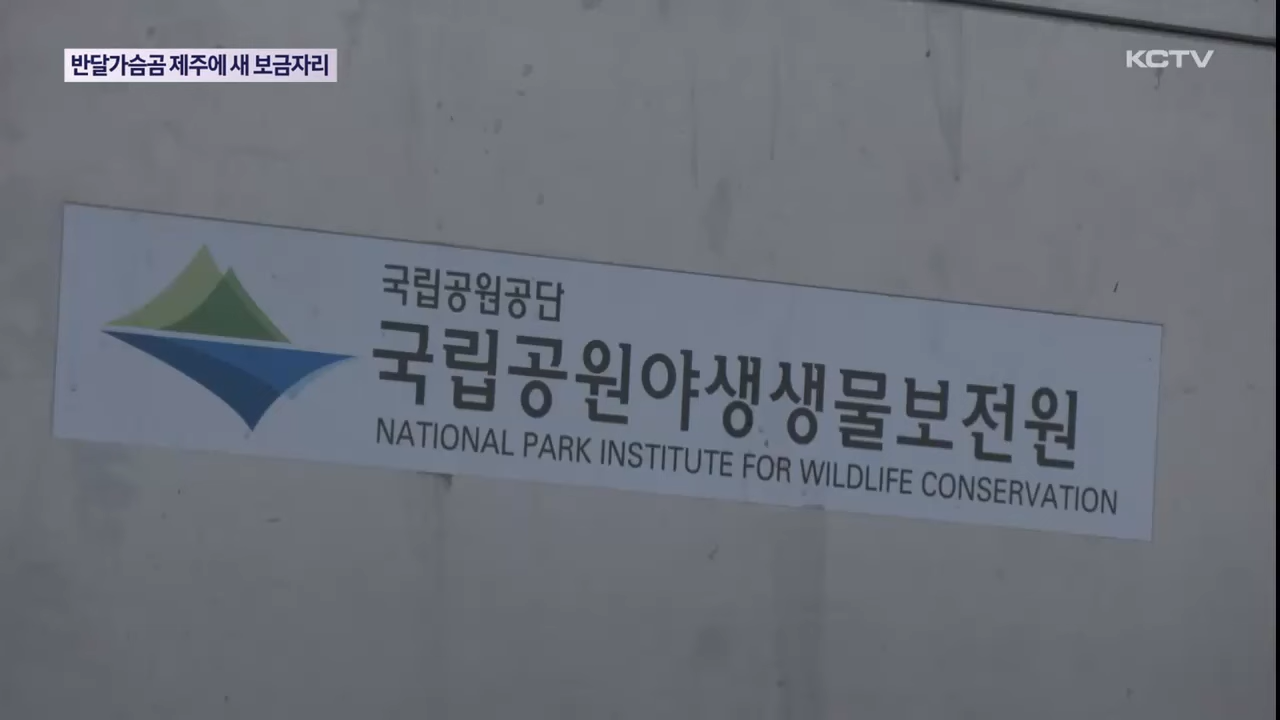 반달가슴곰 제주에 새 보금자리
KCTV
국립공원공단
국립공원야생생물보전원
NATIONAL PARK INSTITUTE FOR WILDLIFE CONSERVATION